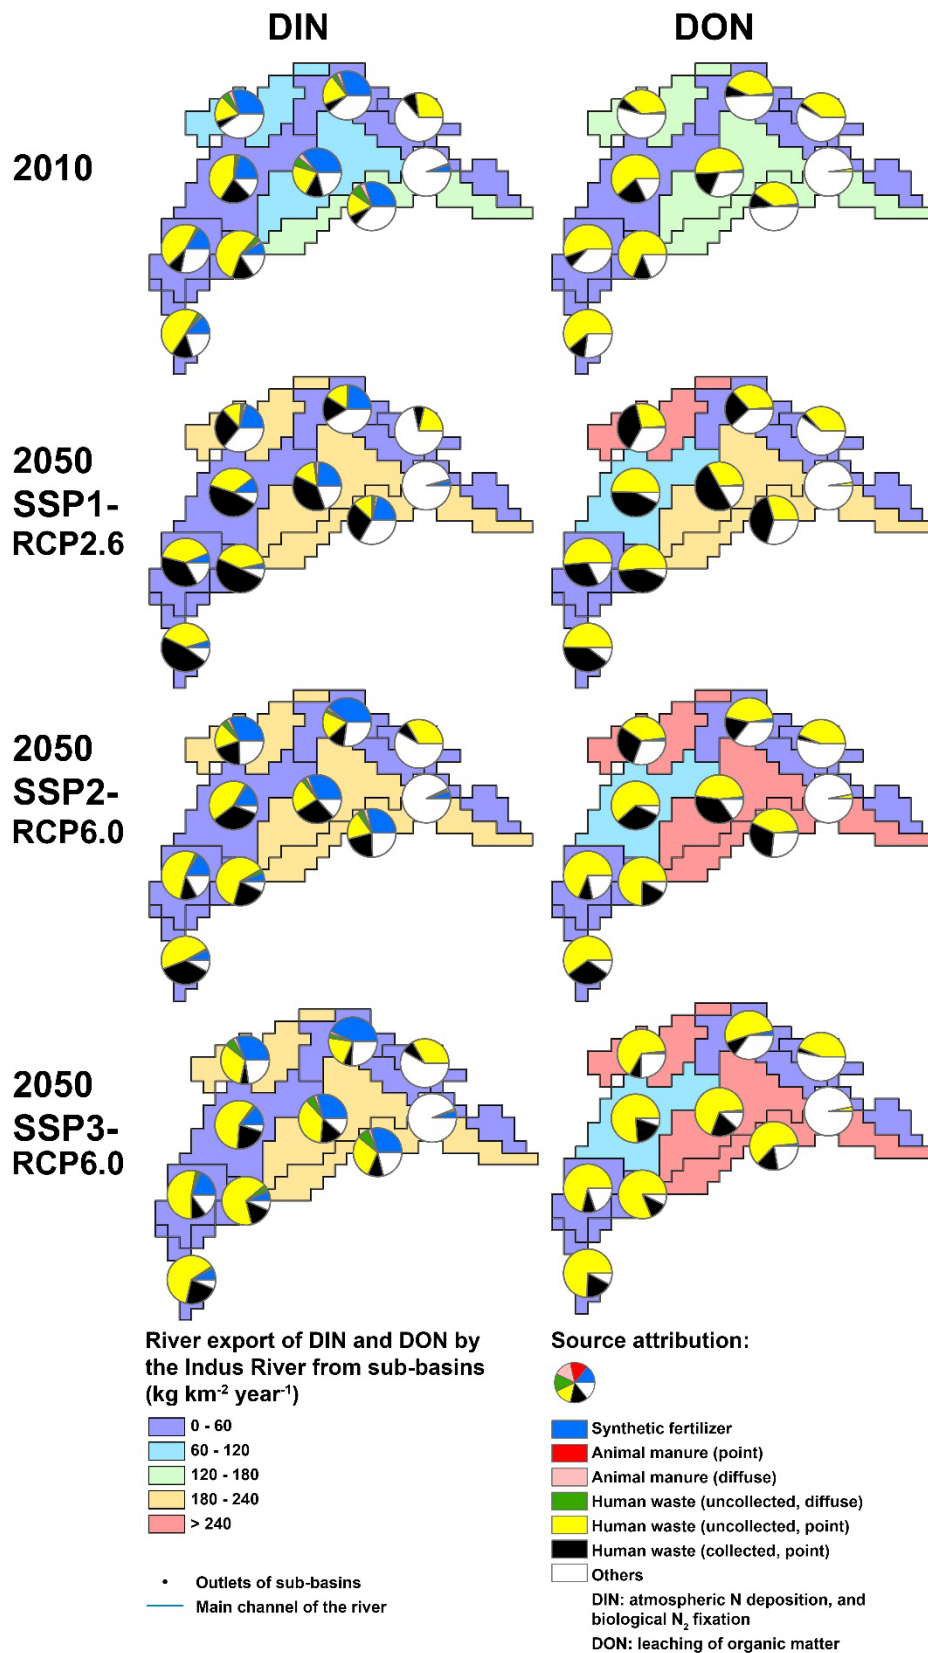 DIN
DON
2010
2050
SSP1-
RCP2.6
2050
SSP2-
RCP6.0
2050
SSP3-
RCP6.0
River export of DIN and DON by
the Indus River from sub-basins
(kg km⁻² year⁻¹)
0 - 60
60 - 120
120 - 180
180 - 240
> 240
Outlets of sub-basins
Main channel of the river
Source attribution:
Synthetic fertilizer
Animal manure (point)
Animal manure (diffuse)
Human waste (uncollected, diffuse)
Human waste (uncollected, point)
Human waste (collected, point)
Others
DIN: atmospheric N deposition, and
biological N₂ fixation
DON: leaching of organic matter